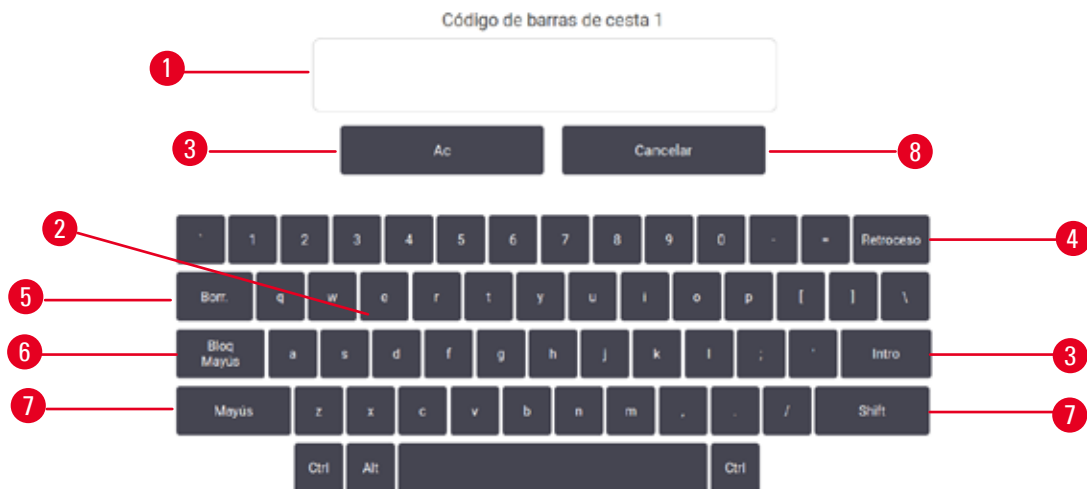 Código de barras de cesta 1
1
3 Ac Cancelar 8
2
` 1 2 3 4 5 6 7 8 9 0 - = Retroceso 4
5 Borr. q w e r t y u i o p [ ] \
6 Bloq Mayús a s d f g h j k l ; ' Intro 3
7 Mayús z x c v b n m , . / Shift 7
Ctrl Alt Ctrl